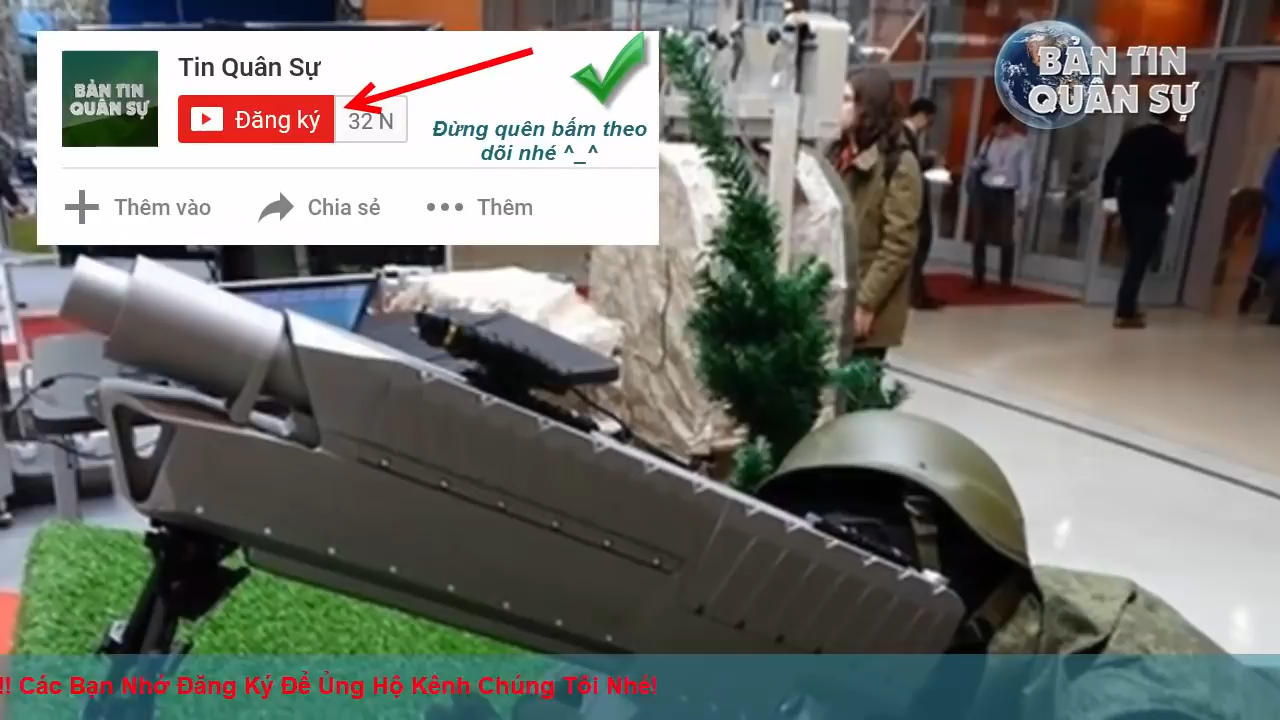 Tin Quân Sự
BẢN TIN
QUÂN SỰ
Đăng ký
32 N
Đừng quên bấm theo
dõi nhé ^_^
Thêm vào
Chia sẻ
Thêm
BẢN TIN
QUÂN SỰ
!! Các Bạn Nhớ Đăng Ký Để Ủng Hộ Kênh Chúng Tôi Nhé!